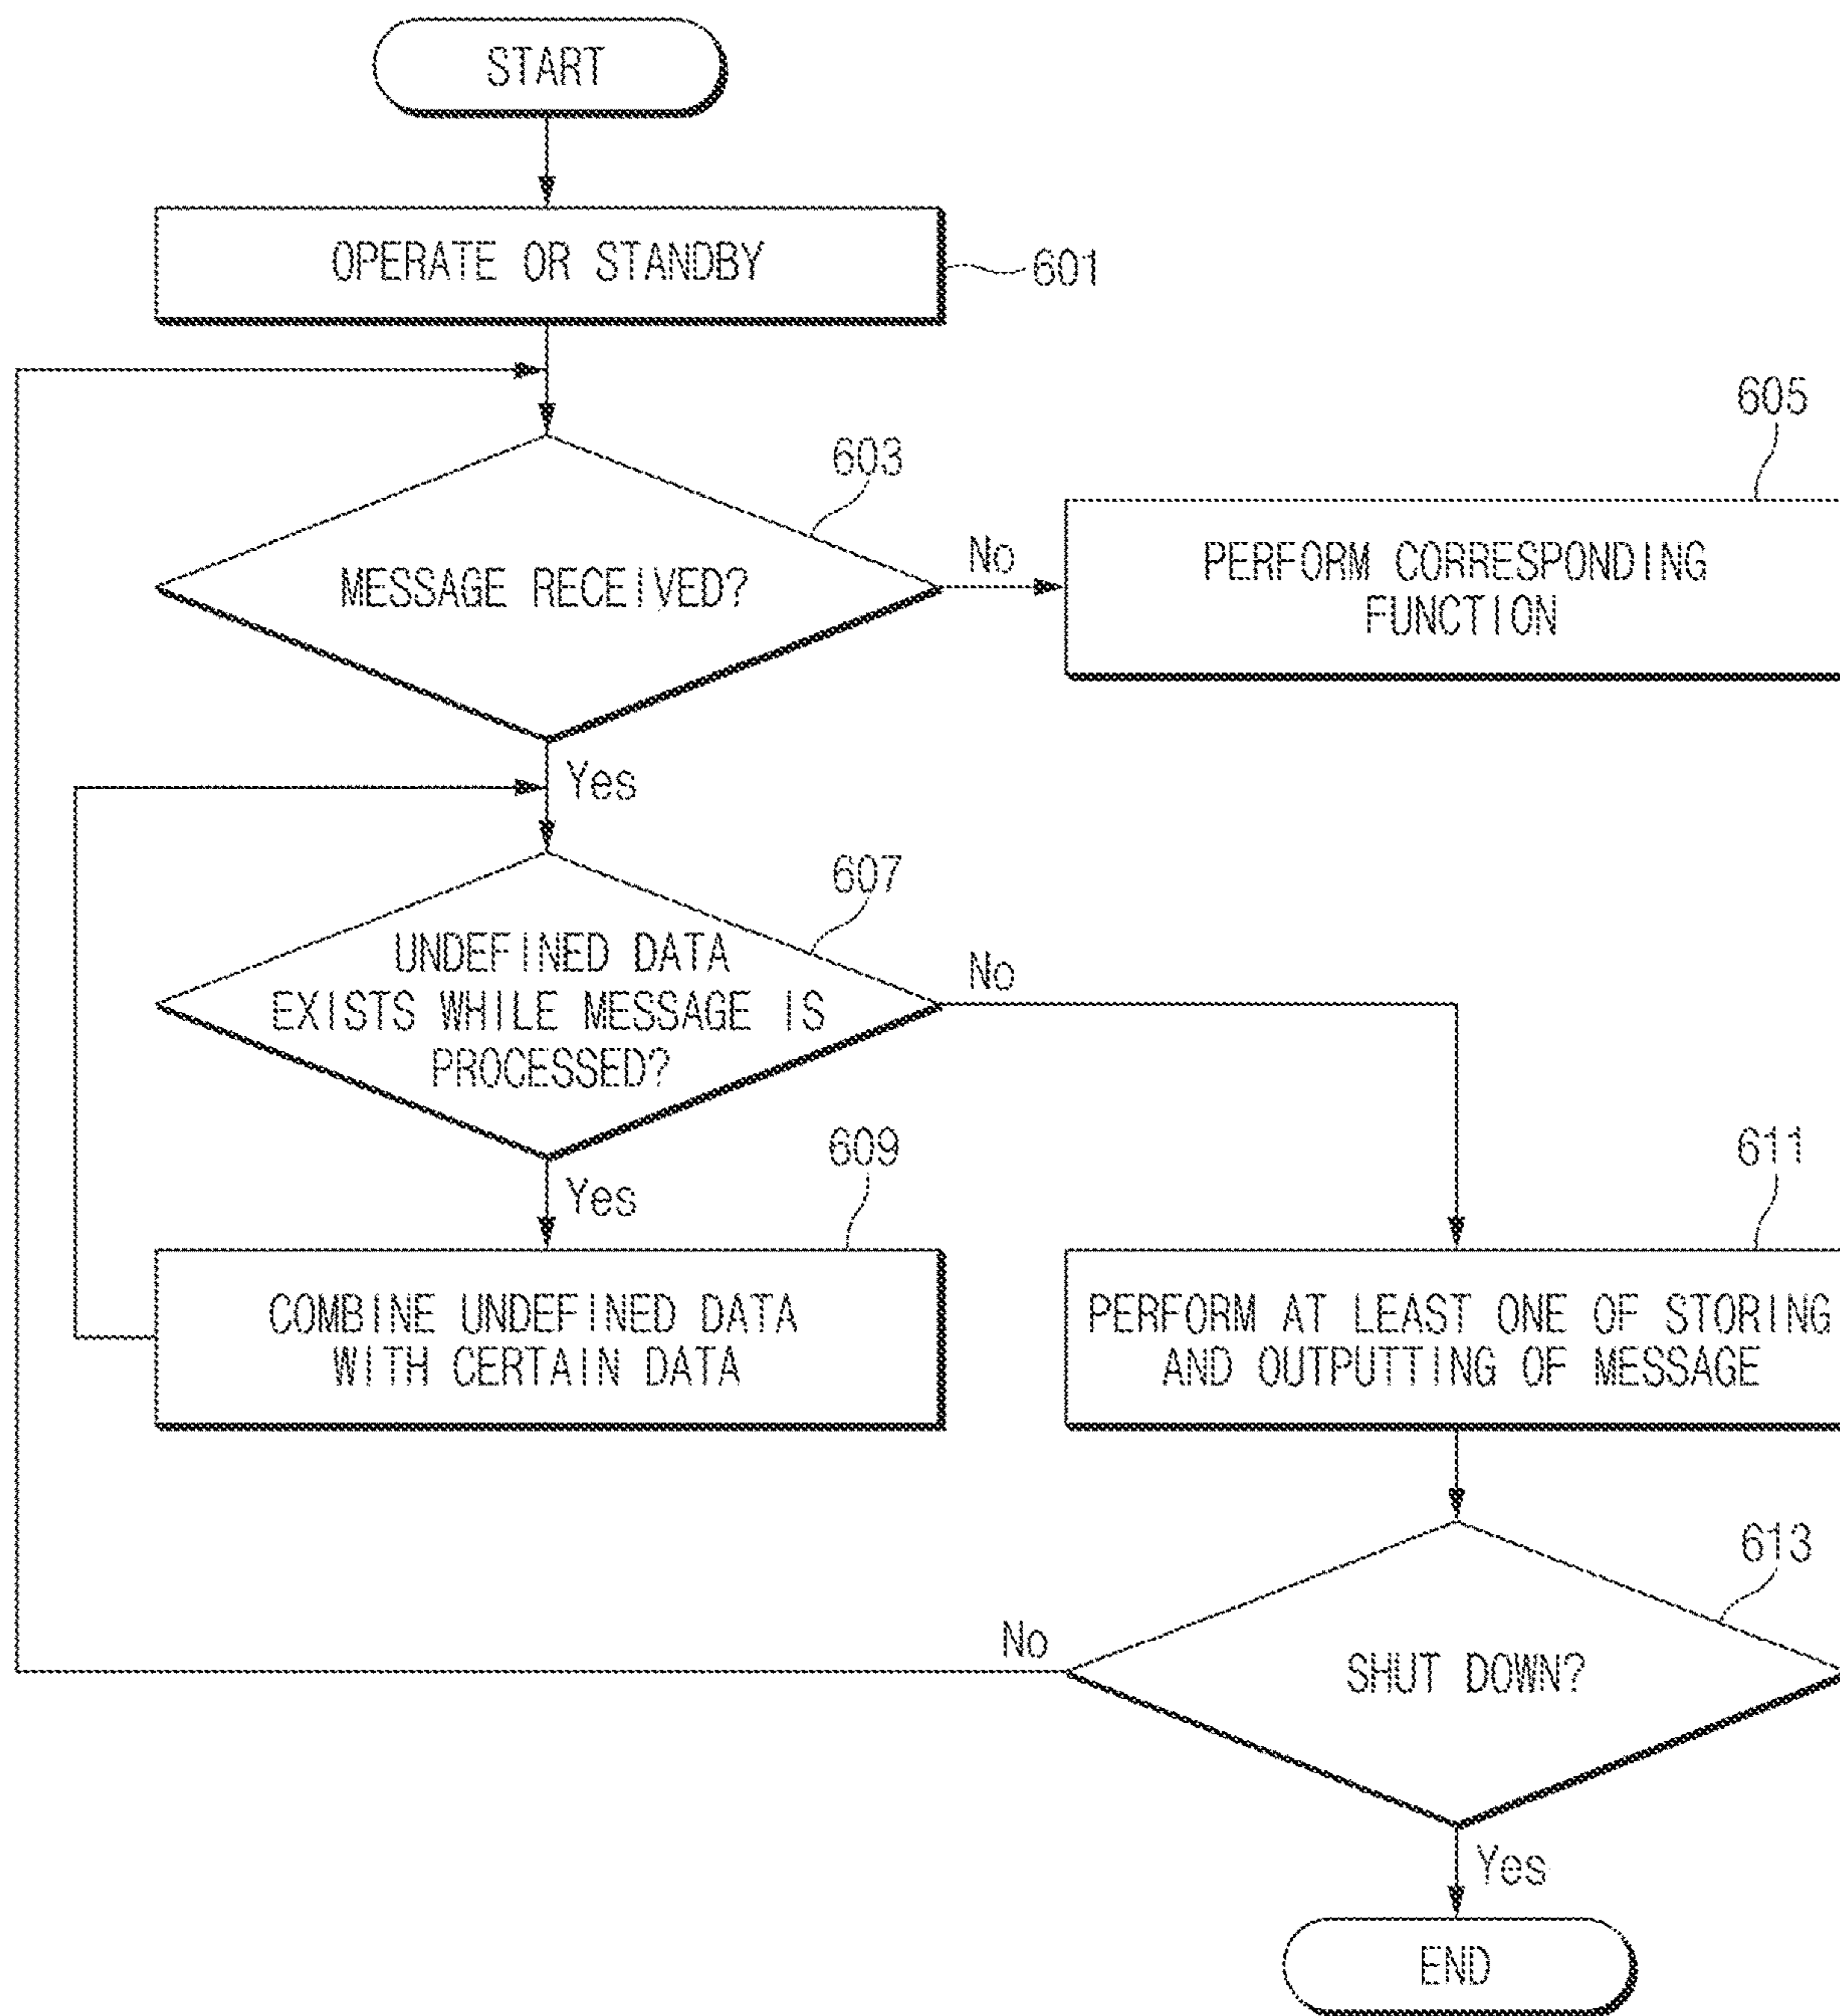 START
OPERATE OR STANDBY
601
603
605
MESSAGE RECEIVED?
No
PERFORM CORRESPONDING
FUNCTION
Yes
607
UNDEFINED DATA
EXISTS WHILE MESSAGE IS
PROCESSED?
No
Yes
609
611
COMBINE UNDEFINED DATA
WITH CERTAIN DATA
PERFORM AT LEAST ONE OF STORING
AND OUTPUTTING OF MESSAGE
613
No
SHUT DOWN?
Yes
END